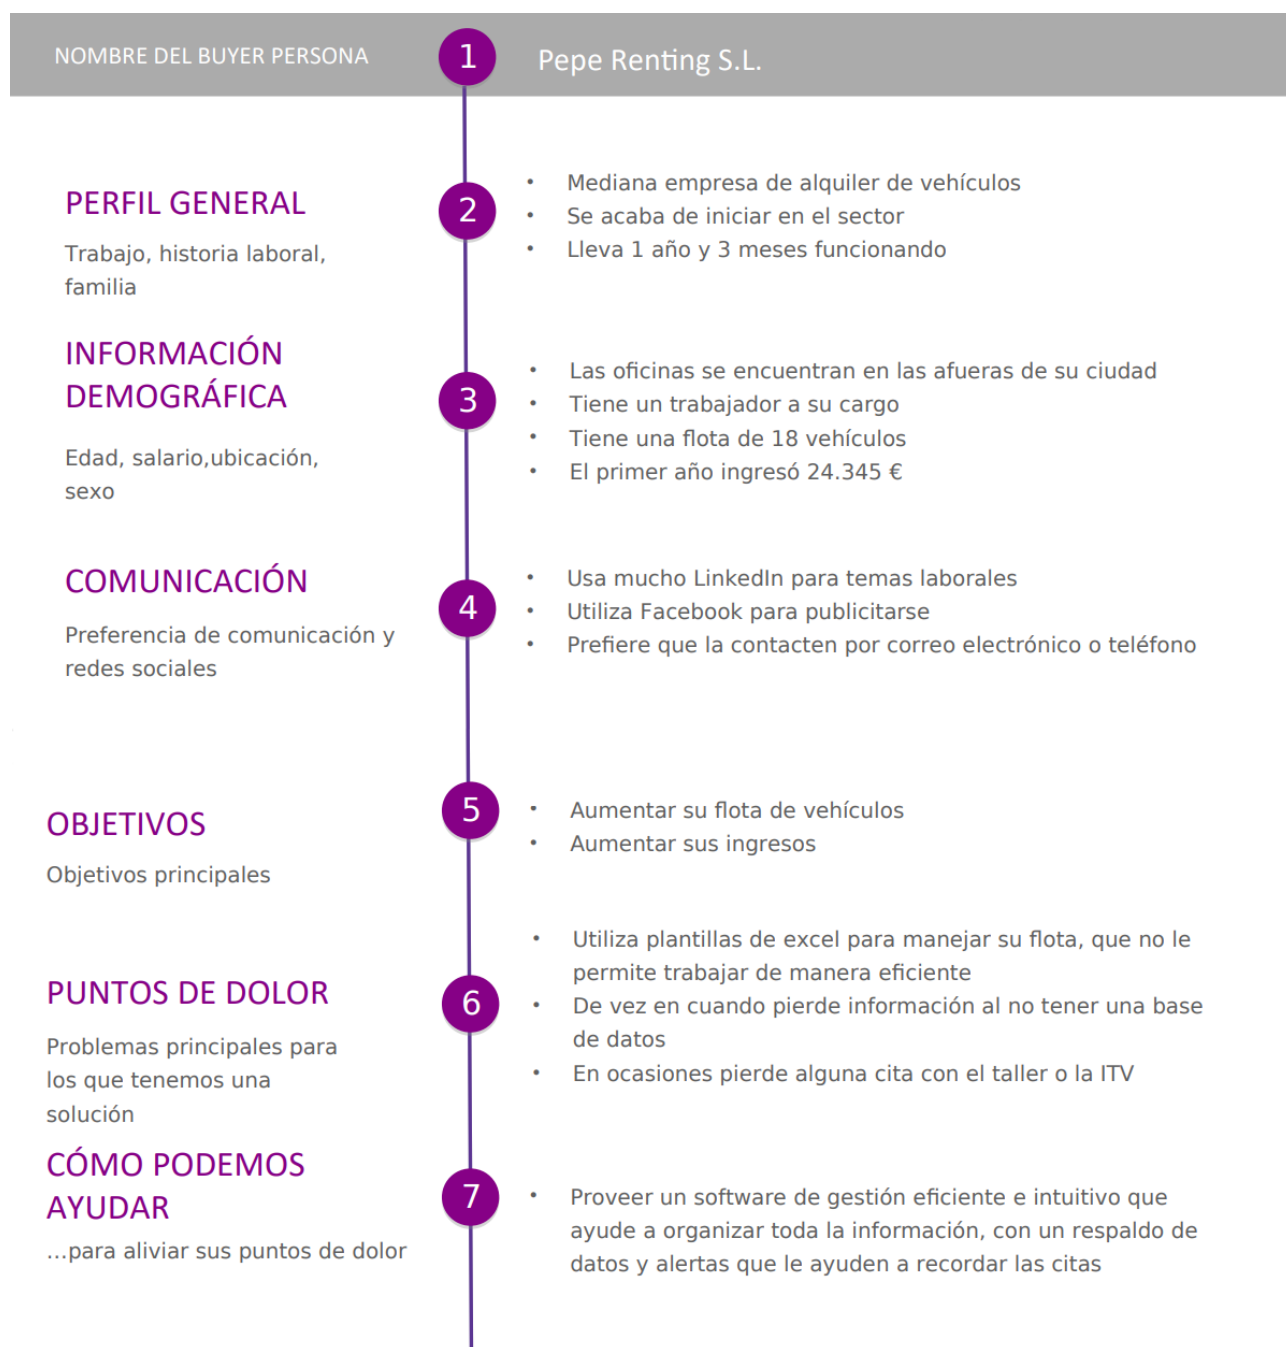 NOMBRE DEL BUYER PERSONA
1
Pepe Renting S.L.
PERFIL GENERAL
Trabajo, historia laboral,
familia
2
• Mediana empresa de alquiler de vehículos
• Se acaba de iniciar en el sector
• Lleva 1 año y 3 meses funcionando
INFORMACIÓN
DEMOGRÁFICA
Edad, salario,ubicación,
sexo
3
• Las oficinas se encuentran en las afueras de su ciudad
• Tiene un trabajador a su cargo
• Tiene una flota de 18 vehículos
• El primer año ingresó 24.345 €
COMUNICACIÓN
Preferencia de comunicación y
redes sociales
4
• Usa mucho LinkedIn para temas laborales
• Utiliza Facebook para publicitarse
• Prefiere que la contacten por correo electrónico o teléfono
OBJETIVOS
Objetivos principales
5
• Aumentar su flota de vehículos
• Aumentar sus ingresos
PUNTOS DE DOLOR
Problemas principales para
los que tenemos una
solución
6
• Utiliza plantillas de excel para manejar su flota, que no le
permite trabajar de manera eficiente
• De vez en cuando pierde información al no tener una base
de datos
• En ocasiones pierde alguna cita con el taller o la ITV
CÓMO PODEMOS
AYUDAR
...para aliviar sus puntos de dolor
7
• Proveer un software de gestión eficiente e intuitivo que
ayude a organizar toda la información, con un respaldo de
datos y alertas que le ayuden a recordar las citas